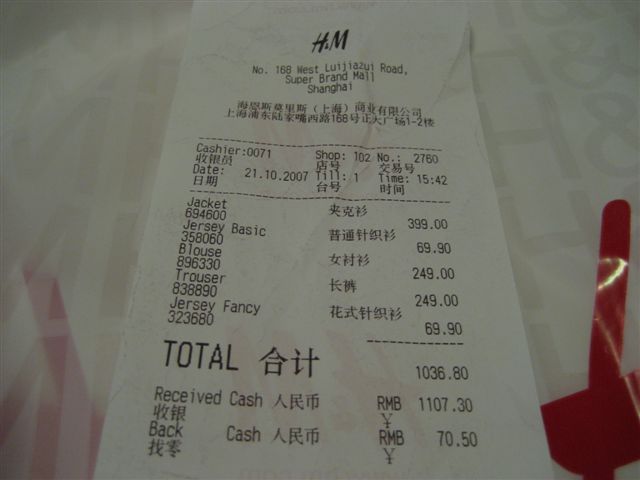 H&M
No. 168 West Luijiazui Road,
Super Brand Mall
Shanghai
海恩斯莫里斯（上海）商业有限公司
上海浦东陆家嘴西路168号正大广场1-2楼
Cashier:0071 Shop: 102 No.: 2760
收银员 店号 交易号
Date: 21.10.2007 Till: 1 Time: 15:42
日期 台号 时间
Jacket 夹克衫
694600 399.00
Jersey Basic 普通针织衫
358060 69.90
Blouse 女衬衫
896330 249.00
Trouser 长裤
838890 249.00
Jersey Fancy 花式针织衫
323680 69.90
TOTAL 合计 1036.80
Received Cash 人民币 RMB 1107.30
收银 ¥
Back Cash 人民币 RMB 70.50
找零 ¥